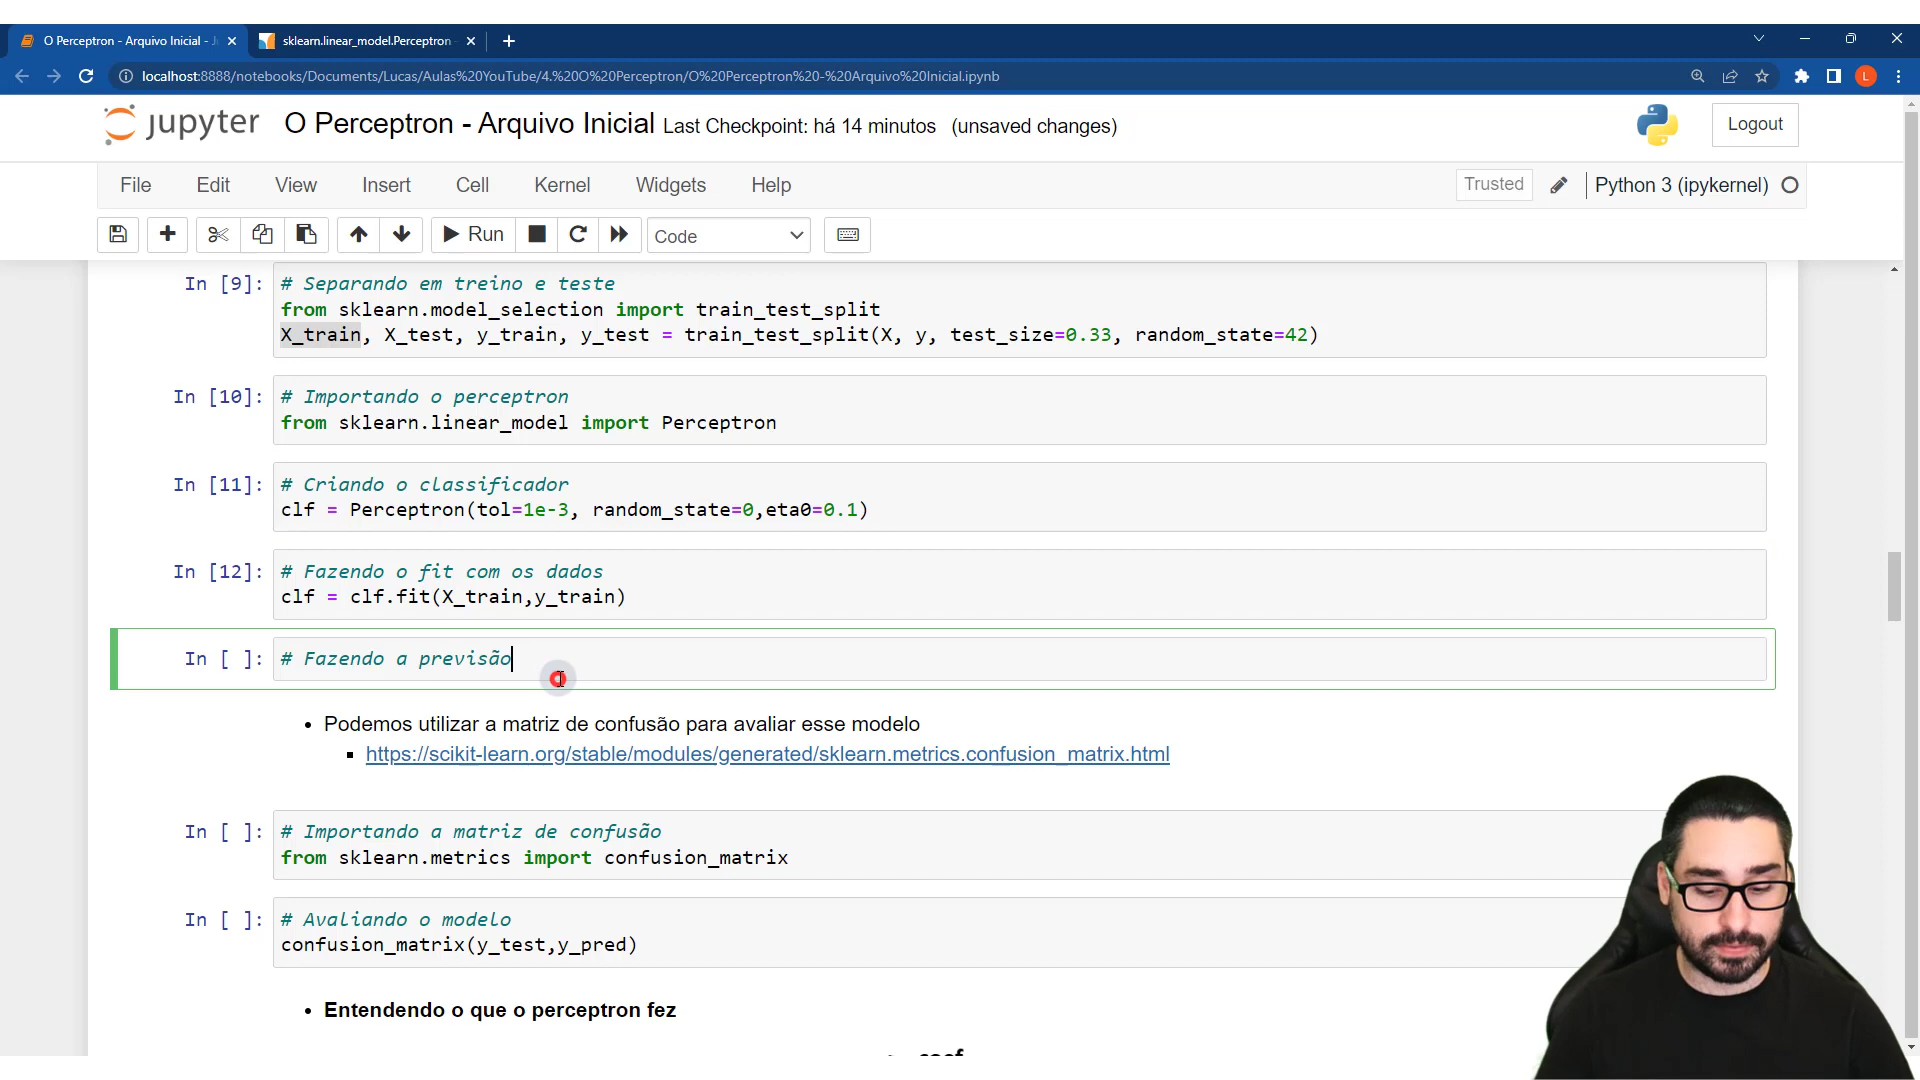 O Perceptron - Arquivo Inicial - J
sklearn.linear_model.Perceptron
localhost:8888/notebooks/Documents/Lucas/Aulas%20YouTube/4.%20O%20Perceptron/O%20Perceptron%20-%20Arquivo%20Inicial.ipynb
L
jupyter O Perceptron - Arquivo Inicial Last Checkpoint: há 14 minutos (unsaved changes)
Logout
File Edit View Insert Cell Kernel Widgets Help
Trusted Python 3 (ipykernel)
Run Code
In [9]: # Separando em treino e teste
from sklearn.model_selection import train_test_split
X_train, X_test, y_train, y_test = train_test_split(X, y, test_size=0.33, random_state=42)
In [10]: # Importando o perceptron
from sklearn.linear_model import Perceptron
In [11]: # Criando o classificador
clf = Perceptron(tol=1e-3, random_state=0,eta0=0.1)
In [12]: # Fazendo o fit com os dados
clf = clf.fit(X_train,y_train)
In [ ]: # Fazendo a previsão
• Podemos utilizar a matriz de confusão para avaliar esse modelo
▪ https://scikit-learn.org/stable/modules/generated/sklearn.metrics.confusion_matrix.html
In [ ]: # Importando a matriz de confusão
from sklearn.metrics import confusion_matrix
In [ ]: # Avaliando o modelo
confusion_matrix(y_test,y_pred)
• Entendendo o que o perceptron fez